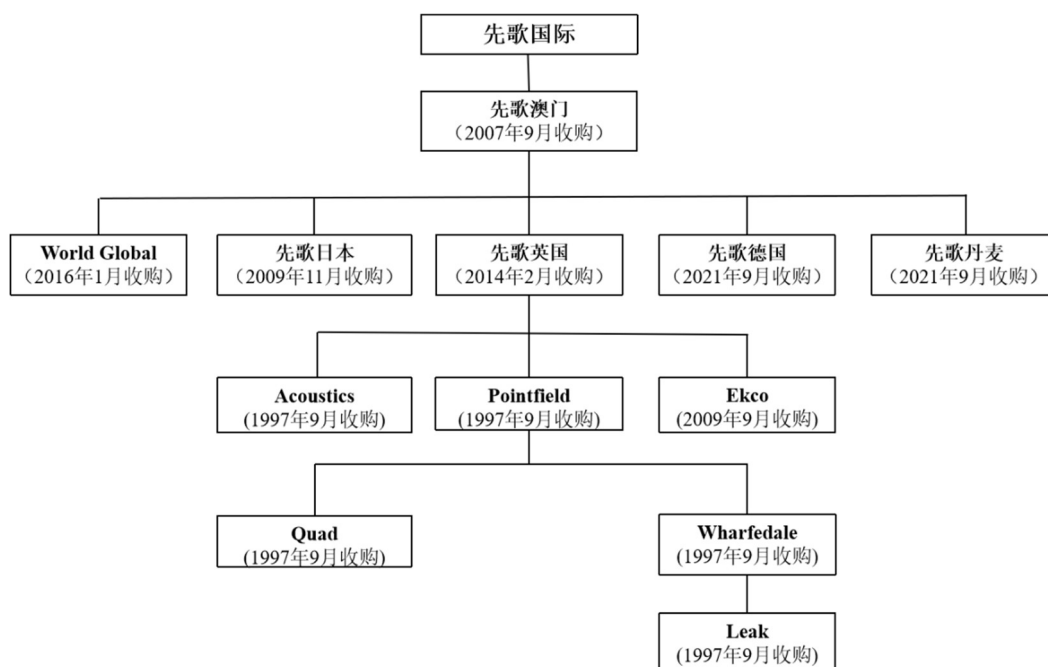 先歌国际
先歌澳门
（2007年9月收购）
World Global
（2016年1月收购）
先歌日本
（2009年11月收购）
先歌英国
（2014年2月收购）
先歌德国
（2021年9月收购）
先歌丹麦
（2021年9月收购）
Acoustics
(1997年9月收购)
Pointfield
(1997年9月收购)
Ekco
(2009年9月收购)
Quad
(1997年9月收购)
Wharfedale
(1997年9月收购)
Leak
(1997年9月收购)